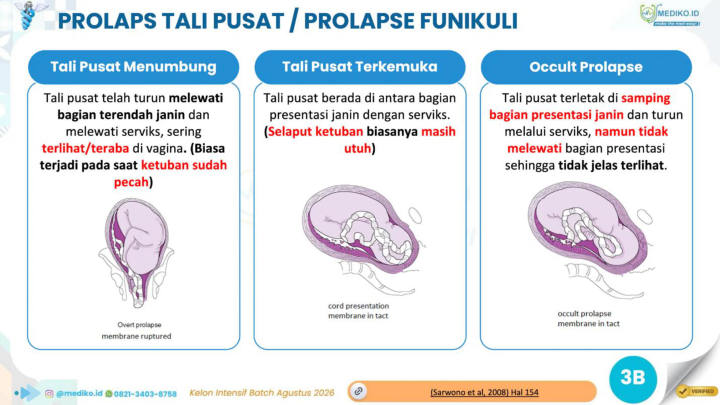 PROLAPS TALI PUSAT / PROLAPSE FUNIKULI
MEDIKO.ID
make the med easy!
Tali Pusat Menumbung
Tali pusat telah turun melewati
bagian terendah janin dan
melewati serviks, sering
terlihat/teraba di vagina. (Biasa
terjadi pada saat ketuban sudah
pecah)
Overt prolapse
membrane ruptured
Tali Pusat Terkemuka
Tali pusat berada di antara bagian
presentasi janin dengan serviks.
(Selaput ketuban biasanya masih
utuh)
cord presentation
membrane in tact
Occult Prolapse
Tali pusat terletak di samping
bagian presentasi janin dan turun
melalui serviks, namun tidak
melewati bagian presentasi
sehingga tidak jelas terlihat.
occult prolapse
membrane in tact
3B
@mediko.id 0821-3403-8758
Kelon Intensif Batch Agustus 2026
(Sarwono et al, 2008) Hal 154
VERIFIED